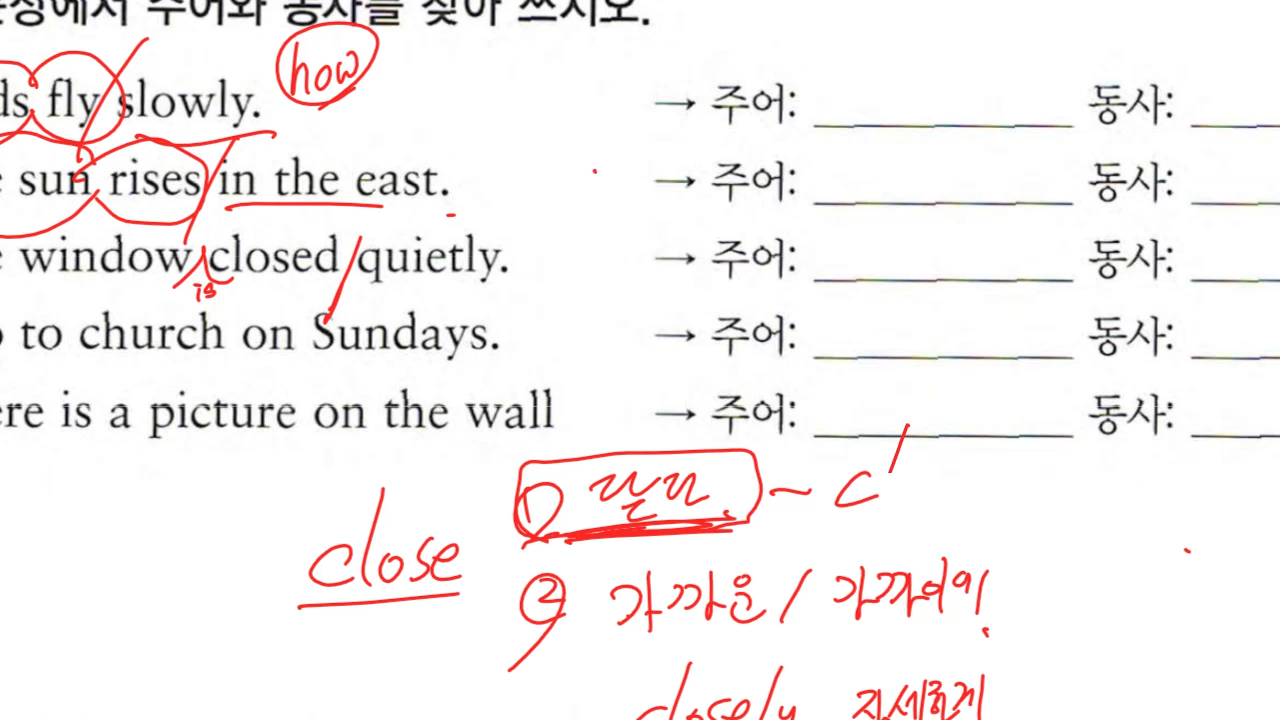 문장에서 주어와 동사를 찾아 쓰시오.
how
ds fly slowly. → 주어: 동사:
e sun rises in the east. → 주어: 동사:
e window closed quietly. → 주어: 동사:
is
o to church on Sundays. → 주어: 동사:
ere is a picture on the wall → 주어: 동사:
close ①
② 가까운 / 가까이에
closely 자세하게